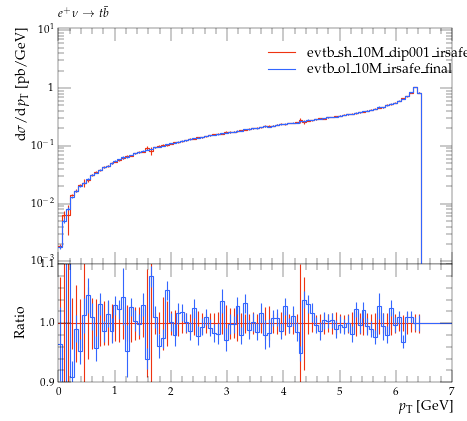 e⁺ν → tb̄
dσ/dp_T [pb/GeV]
10¹
1
10⁻¹
10⁻²
10⁻³
evtb_sh_10M_dip001_irsafe
evtb_ol_10M_irsafe_final
Ratio
1.1
1.0
0.9
0 1 2 3 4 5 6 7
p_T [GeV]